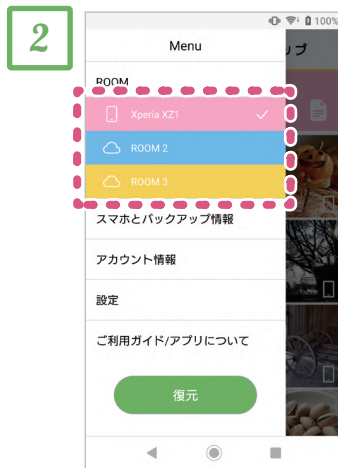 2
100%
Menu
ップ
ROOM
Xperia XZ1
ROOM 2
ROOM 3
スマホとバックアップ情報
アカウント情報
設定
ご利用ガイド/アプリについて
復元